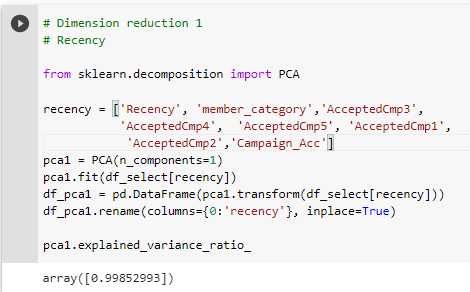 # Dimension reduction 1
# Recency
from sklearn.decomposition import PCA
recency = ['Recency', 'member_category','AcceptedCmp3',
'AcceptedCmp4', 'AcceptedCmp5', 'AcceptedCmp1',
'AcceptedCmp2','Campaign_Acc']
pca1 = PCA(n_components=1)
pca1.fit(df_select[recency])
df_pca1 = pd.DataFrame(pca1.transform(df_select[recency]))
df_pca1.rename(columns={0:'recency'}, inplace=True)
pca1.explained_variance_ratio_
array([0.99852993])